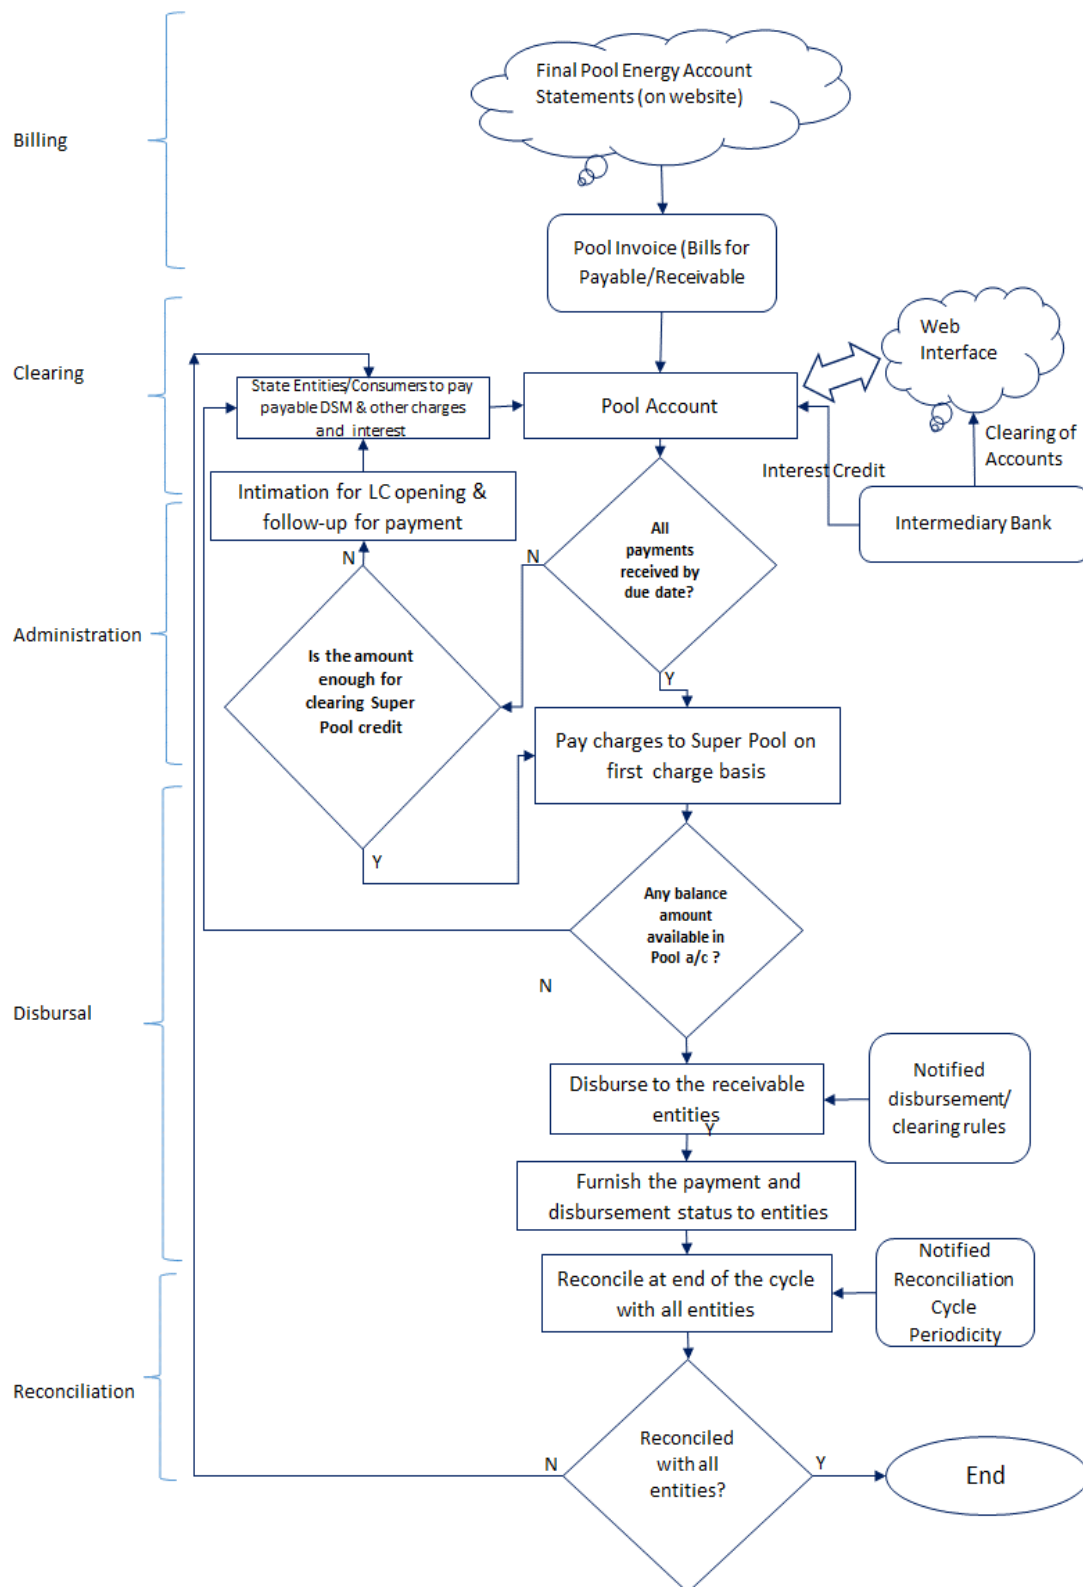 Final Pool Energy Account
Statements (on website)
Billing
Pool Invoice (Bills for
Payable/Receivable
Web
Interface
Clearing
State Entities/Consumers to pay
payable DSM & other charges
and interest
Pool Account
Clearing of
Accounts
Interest Credit
Intimation for LC opening &
follow-up for payment
Intermediary Bank
All
payments
received by
due date?
N
N
Administration
Is the amount
enough for
clearing Super
Pool credit
Y
Pay charges to Super Pool on
first charge basis
Y
Any balance
amount
available in
Pool a/c ?
N
Disbursal
Disburse to the receivable
entities
Y
Notified
disbursement/
clearing rules
Furnish the payment and
disbursement status to entities
Reconcile at end of the cycle
with all entities
Notified
Reconciliation
Cycle
Periodicity
Reconciliation
Reconciled
with all
entities?
N
Y
End